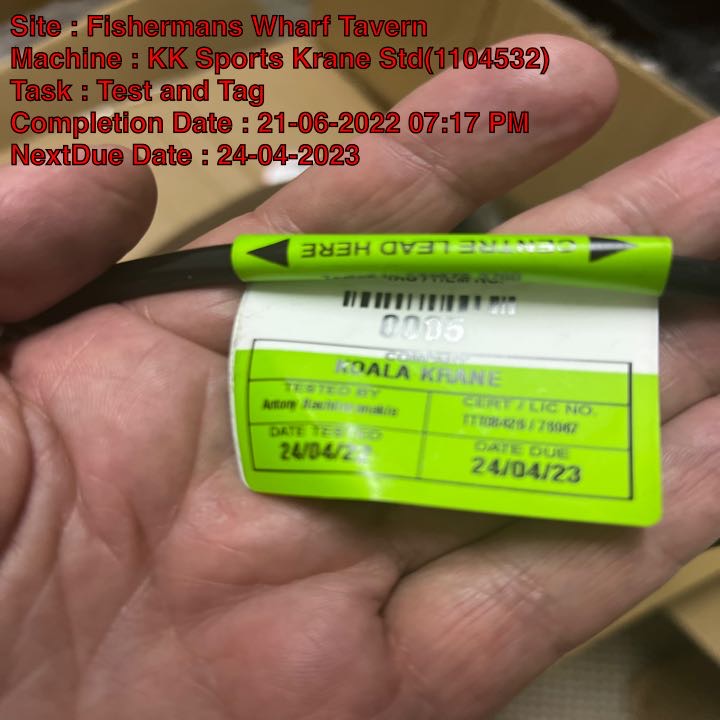 Site : Fishermans Wharf Tavern
Machine : KK Sports Krane Std(1104532)
Task : Test and Tag
Completion Date : 21-06-2022 07:17 PM
NextDue Date : 24-04-2023
CENTRE LEAD HERE
0005
COMPANY
KOALA KRANE
TESTED BY
CERT / LIC NO.
DATE TESTED
DATE DUE
24/04/22
24/04/23